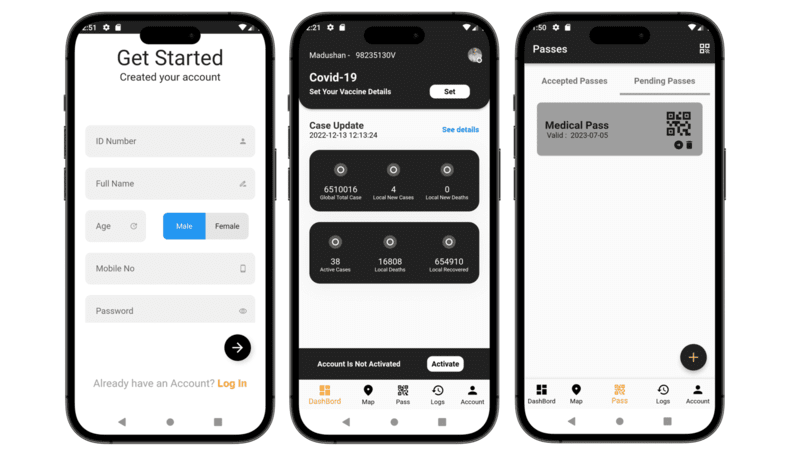 2:51
Get Started
Created your account
ID Number
Full Name
Age
Male
Female
Mobile No
Password
Already have an Account? Log In
2:21
Madushan - 98235130V
Covid-19
Set Your Vaccine Details
Set
Case Update
2022-12-13 12:13:24
See details
6510016
4
0
Global Total Case
Local New Cases
Local New Deaths
38
16808
654910
Active Cases
Local Deaths
Local Recovered
Account Is Not Activated
Activate
DashBord
Map
Pass
Logs
Account
:50
Passes
Accepted Passes
Pending Passes
Medical Pass
Valid : 2023-07-05
DashBord
Map
Pass
Logs
Account